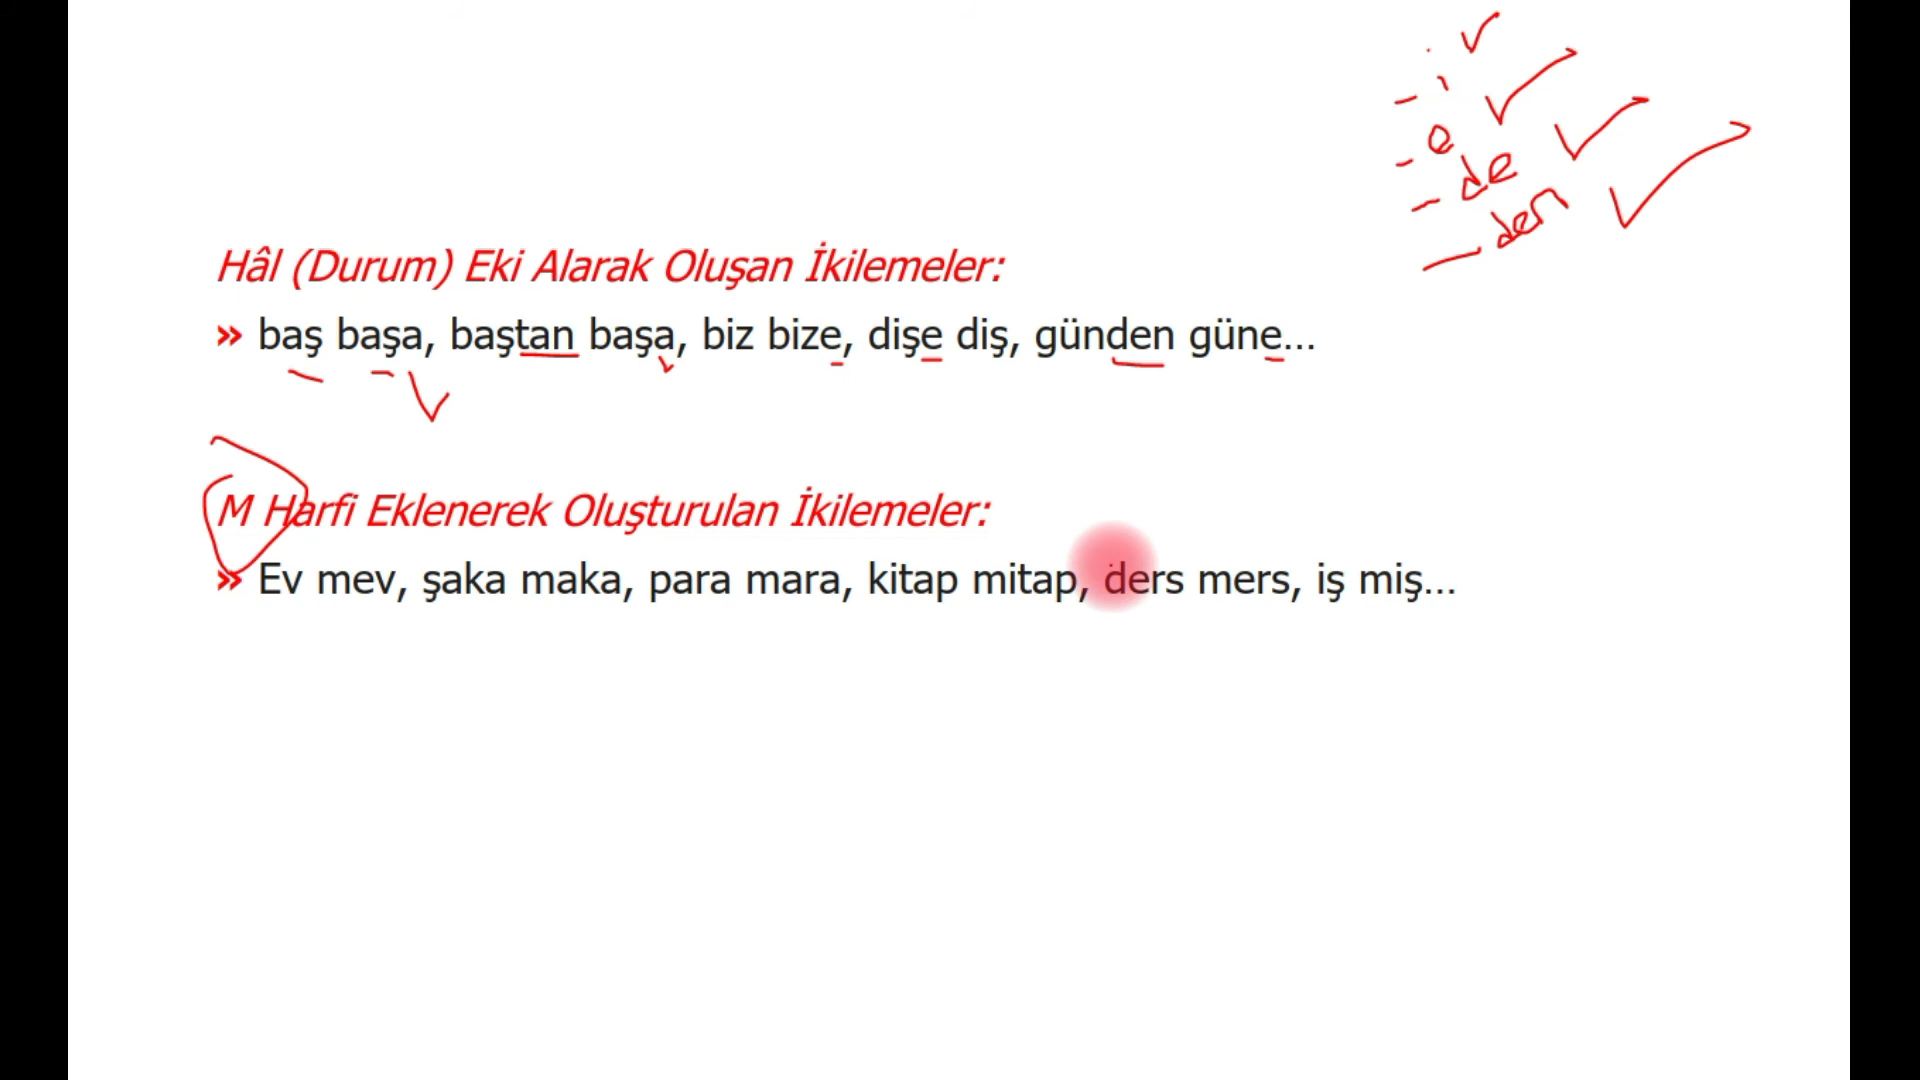 - i
- e
- de
- den
Hâl (Durum) Eki Alarak Oluşan İkilemeler:
» baş başa, baştan başa, biz bize, dişe diş, günden güne...
M Harfi Eklenerek Oluşturulan İkilemeler:
» Ev mev, şaka maka, para mara, kitap mitap, ders mers, iş miş...